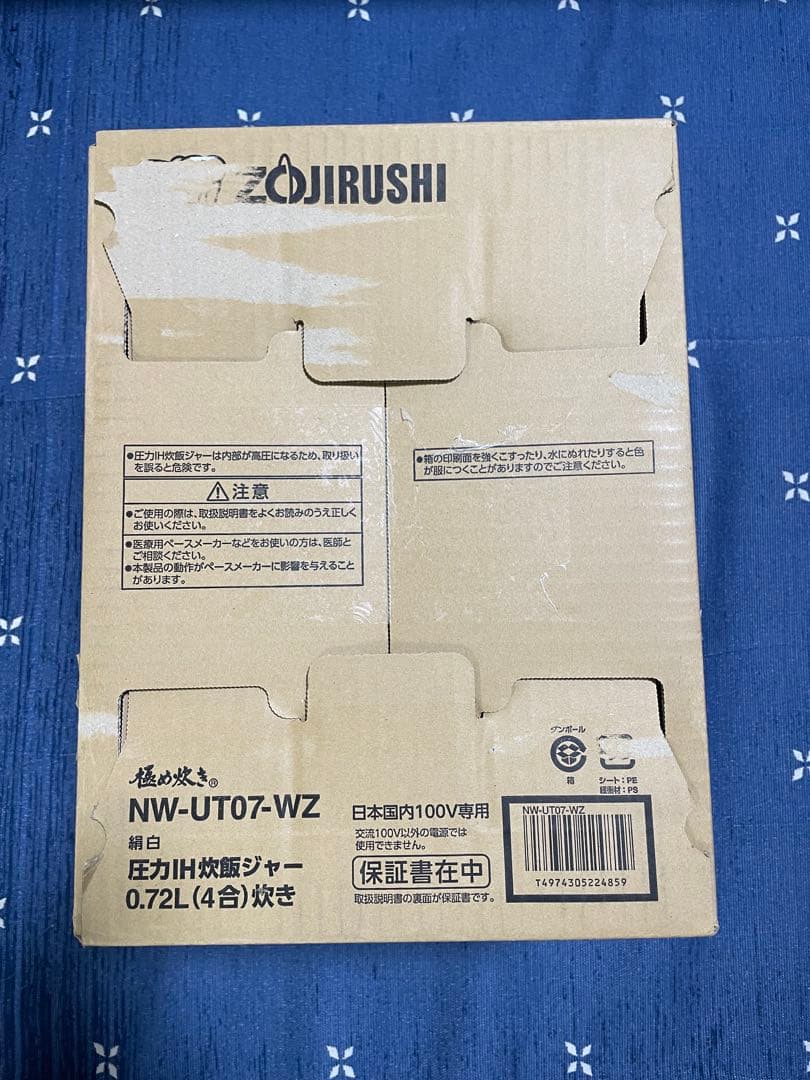 ZOJIRUSHI
●圧力IH炊飯ジャーは内部が高圧になるため、取り扱い
を誤ると危険です。
⚠注意
●ご使用の際は、取扱説明書をよくお読みのうえ正しく
お使いください。
●医療用ペースメーカーなどをお使いの方は、医師と
ご相談ください。
●本製品の動作がペースメーカーに影響を与えること
があります。
●箱の印刷面を強くこすったり、水にぬれたりすると色
が服につくことがありますのでご注意ください。
極め炊き®
NW-UT07-WZ
絹白
圧力IH炊飯ジャー
0.72L(4合)炊き
日本国内100V専用
交流100V以外の電源では
使用できません。
保証書在中
取扱説明書の裏面が保証書です。
ダンボール
箱
シート:PE
緩衝材:PS
NW-UT07-WZ
T4974305224859